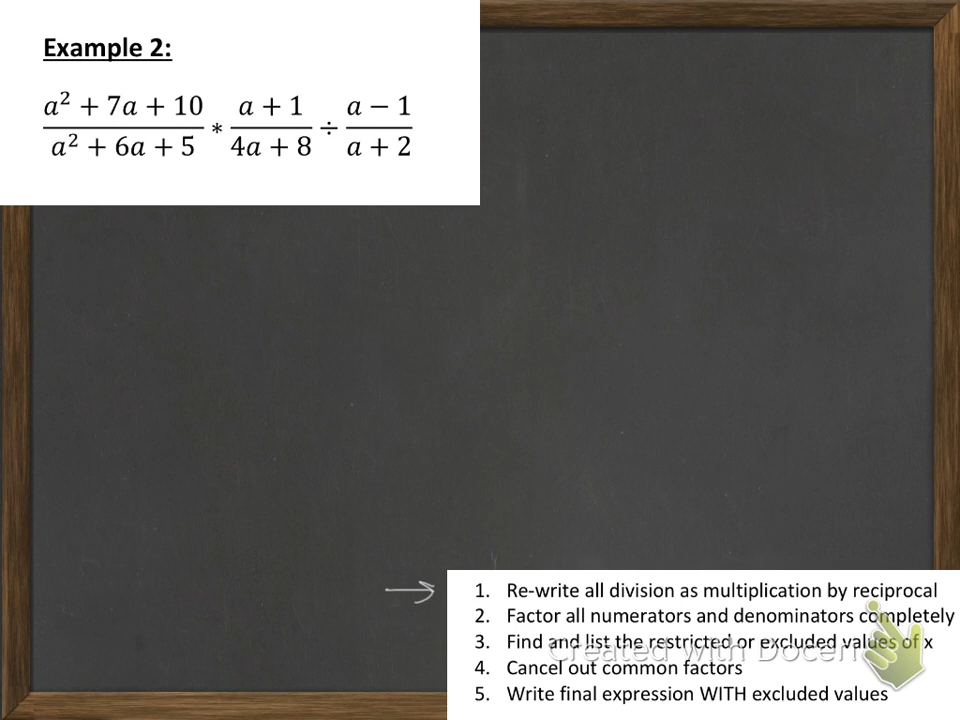 Example 2:
a² + 7a + 10 / a² + 6a + 5 * a + 1 / 4a + 8 ÷ a − 1 / a + 2
1. Re-write all division as multiplication by reciprocal
2. Factor all numerators and denominators completely
3. Find and list the restricted or excluded values of x
Created with Doceri
4. Cancel out common factors
5. Write final expression WITH excluded values